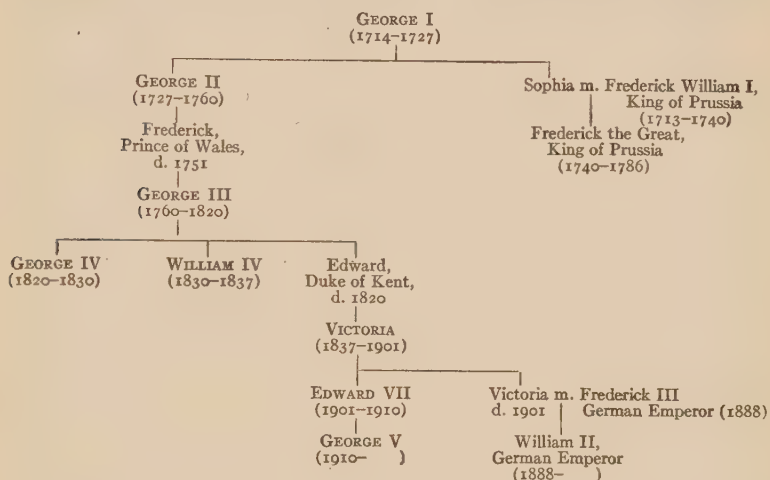 GEORGE I
(1714–1727)
GEORGE II
(1727–1760)
Sophia m. Frederick William I,
King of Prussia
(1713–1740)
Frederick,
Prince of Wales,
d. 1751
Frederick the Great,
King of Prussia
(1740–1786)
GEORGE III
(1760–1820)
GEORGE IV
(1820–1830)
WILLIAM IV
(1830–1837)
Edward,
Duke of Kent,
d. 1820
VICTORIA
(1837–1901)
EDWARD VII
(1901–1910)
Victoria m. Frederick III
d. 1901 German Emperor (1888)
GEORGE V
(1910– )
William II,
German Emperor
(1888– )